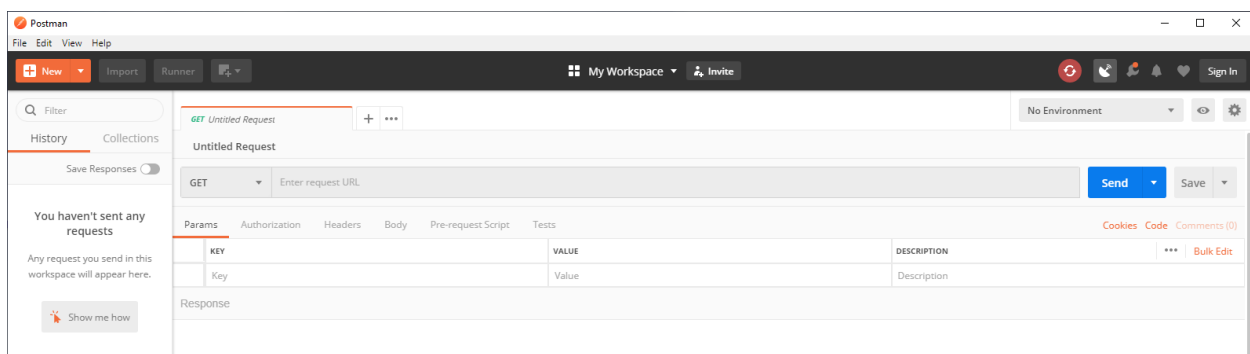 Postman
File Edit View Help
New Import Runner My Workspace Invite Sign In
Filter
GET Untitled Request
No Environment
History Collections
Untitled Request
Save Responses
GET Enter request URL Send Save
You haven't sent any
requests
Any request you send in this
workspace will appear here.
Show me how
Params Authorization Headers Body Pre-request Script Tests Cookies Code Comments (0)
KEY VALUE DESCRIPTION Bulk Edit
Key Value Description
Response